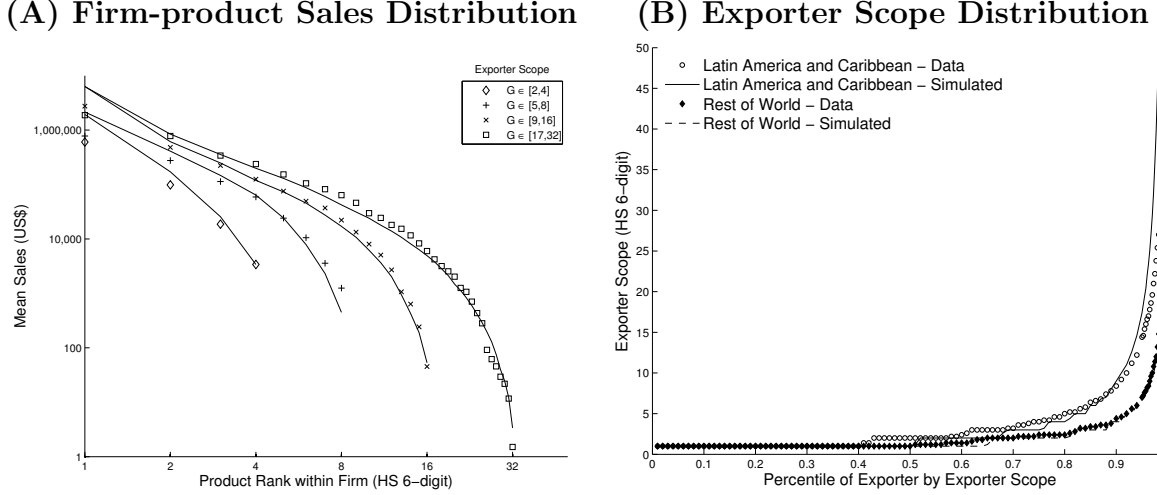 (A) Firm-product Sales Distribution
Exporter Scope
G ∈ [2,4]
G ∈ [5,8]
G ∈ [9,16]
G ∈ [17,32]
1,000,000
10,000
100
1
Mean Sales (US$)
1 2 4 8 16 32
Product Rank within Firm (HS 6−digit)
(B) Exporter Scope Distribution
Latin America and Caribbean − Data
Latin America and Caribbean − Simulated
Rest of World − Data
Rest of World − Simulated
50
45
40
35
30
25
20
15
10
5
0
Exporter Scope (HS 6−digit)
0.1 0.2 0.3 0.4 0.5 0.6 0.7 0.8 0.9
Percentile of Exporter by Exporter Scope